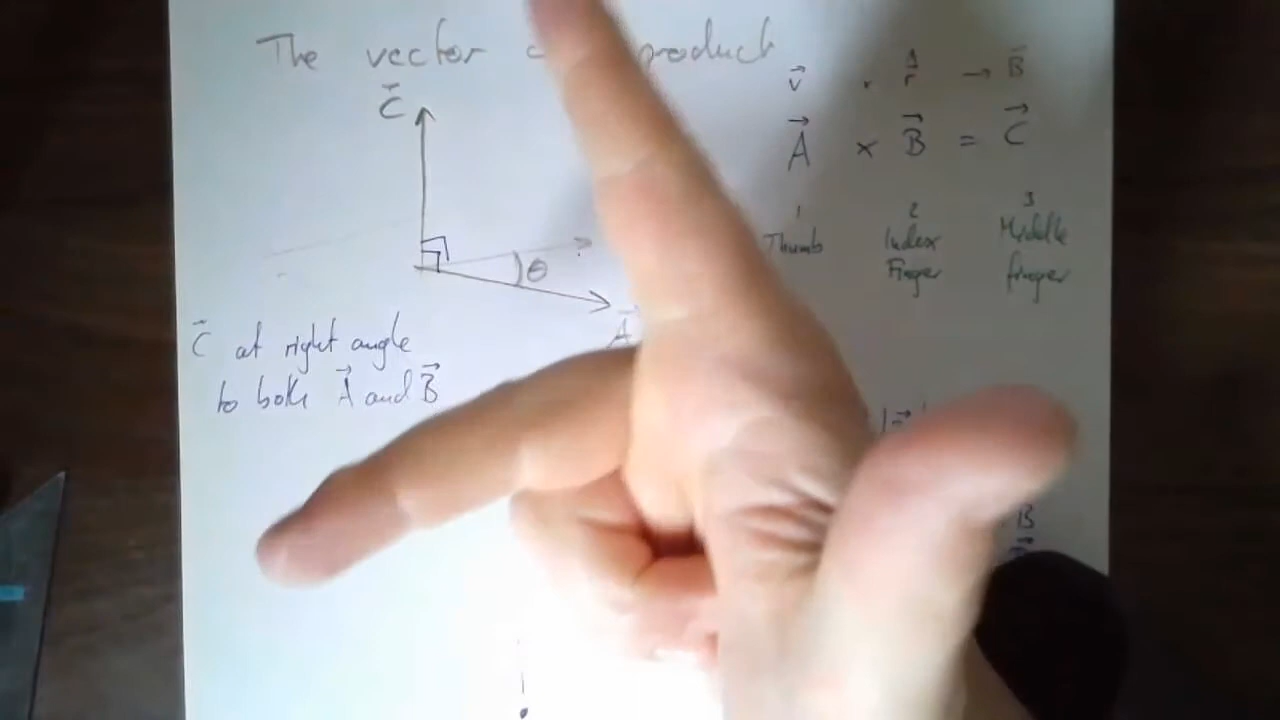 The vector product
C⃗
θ
A⃗
C⃗ at right angle
to both A⃗ and B⃗
v⃗ × r̂ → B⃗
A⃗ × B⃗ = C⃗
1 2 3
Thumb Index Middle
Finger finger
B